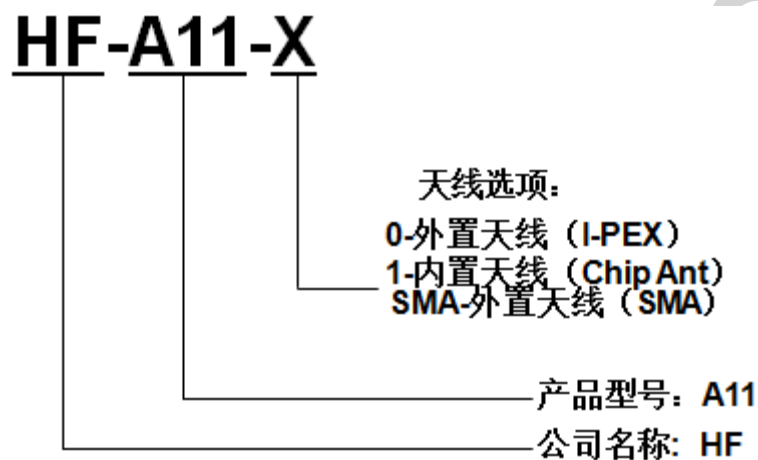 HF-A11-X
天线选项：
0-外置天线（I-PEX）
1-内置天线（Chip Ant）
SMA-外置天线（SMA）
产品型号：A11
公司名称: HF